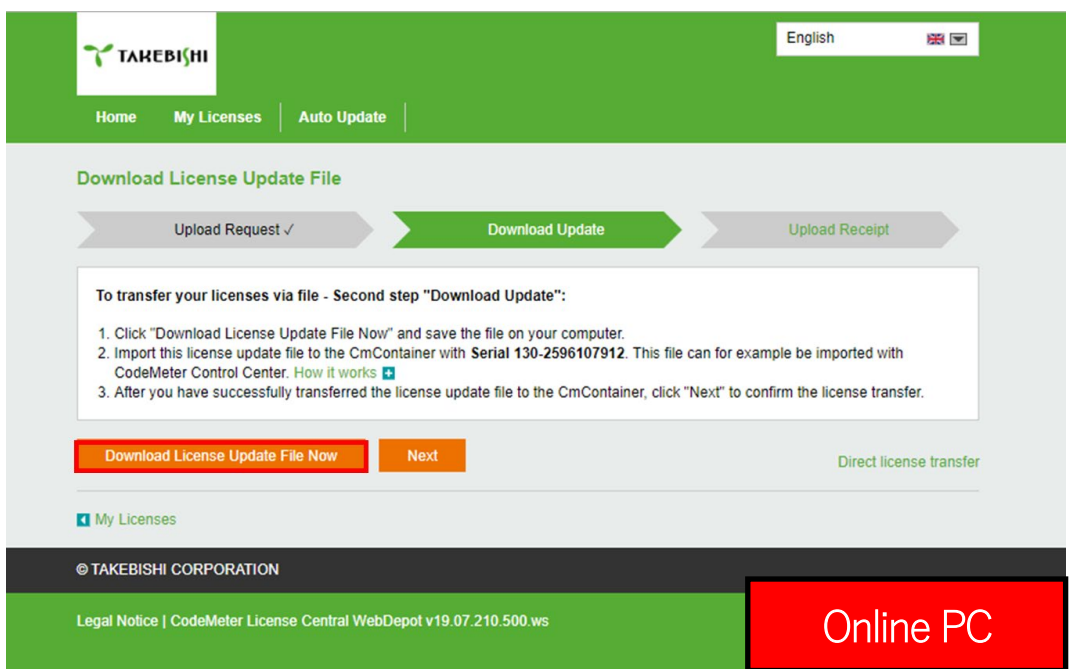 TAKEBISHI
English
Home My Licenses Auto Update
Download License Update File
Upload Request ✓ Download Update Upload Receipt
To transfer your licenses via file - Second step "Download Update":
1. Click "Download License Update File Now" and save the file on your computer.
2. Import this license update file to the CmContainer with Serial 130-2596107912. This file can for example be imported with
CodeMeter Control Center. How it works
3. After you have successfully transferred the license update file to the CmContainer, click "Next" to confirm the license transfer.
Download License Update File Now Next
Direct license transfer
My Licenses
© TAKEBISHI CORPORATION
Legal Notice | CodeMeter License Central WebDepot v19.07.210.500.ws
Online PC